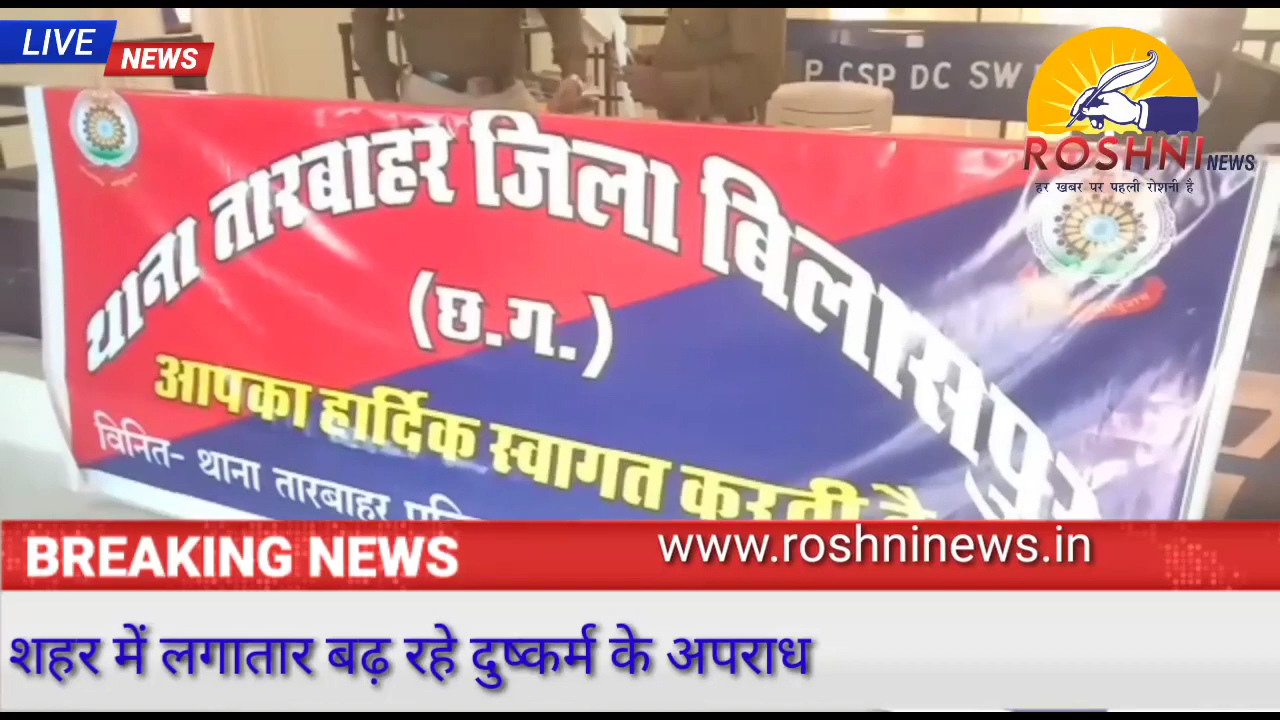 LIVE
NEWS
P CSP DC SW
ROSHNI NEWS
हर खबर पर पहली रोशनी है
थाना तारबाहर जिला बिलासपुर
(छ.ग.)
आपका हार्दिक स्वागत करती है
विनित- थाना तारबाहर
BREAKING NEWS
www.roshninews.in
शहर में लगातार बढ़ रहे दुष्कर्म के अपराध